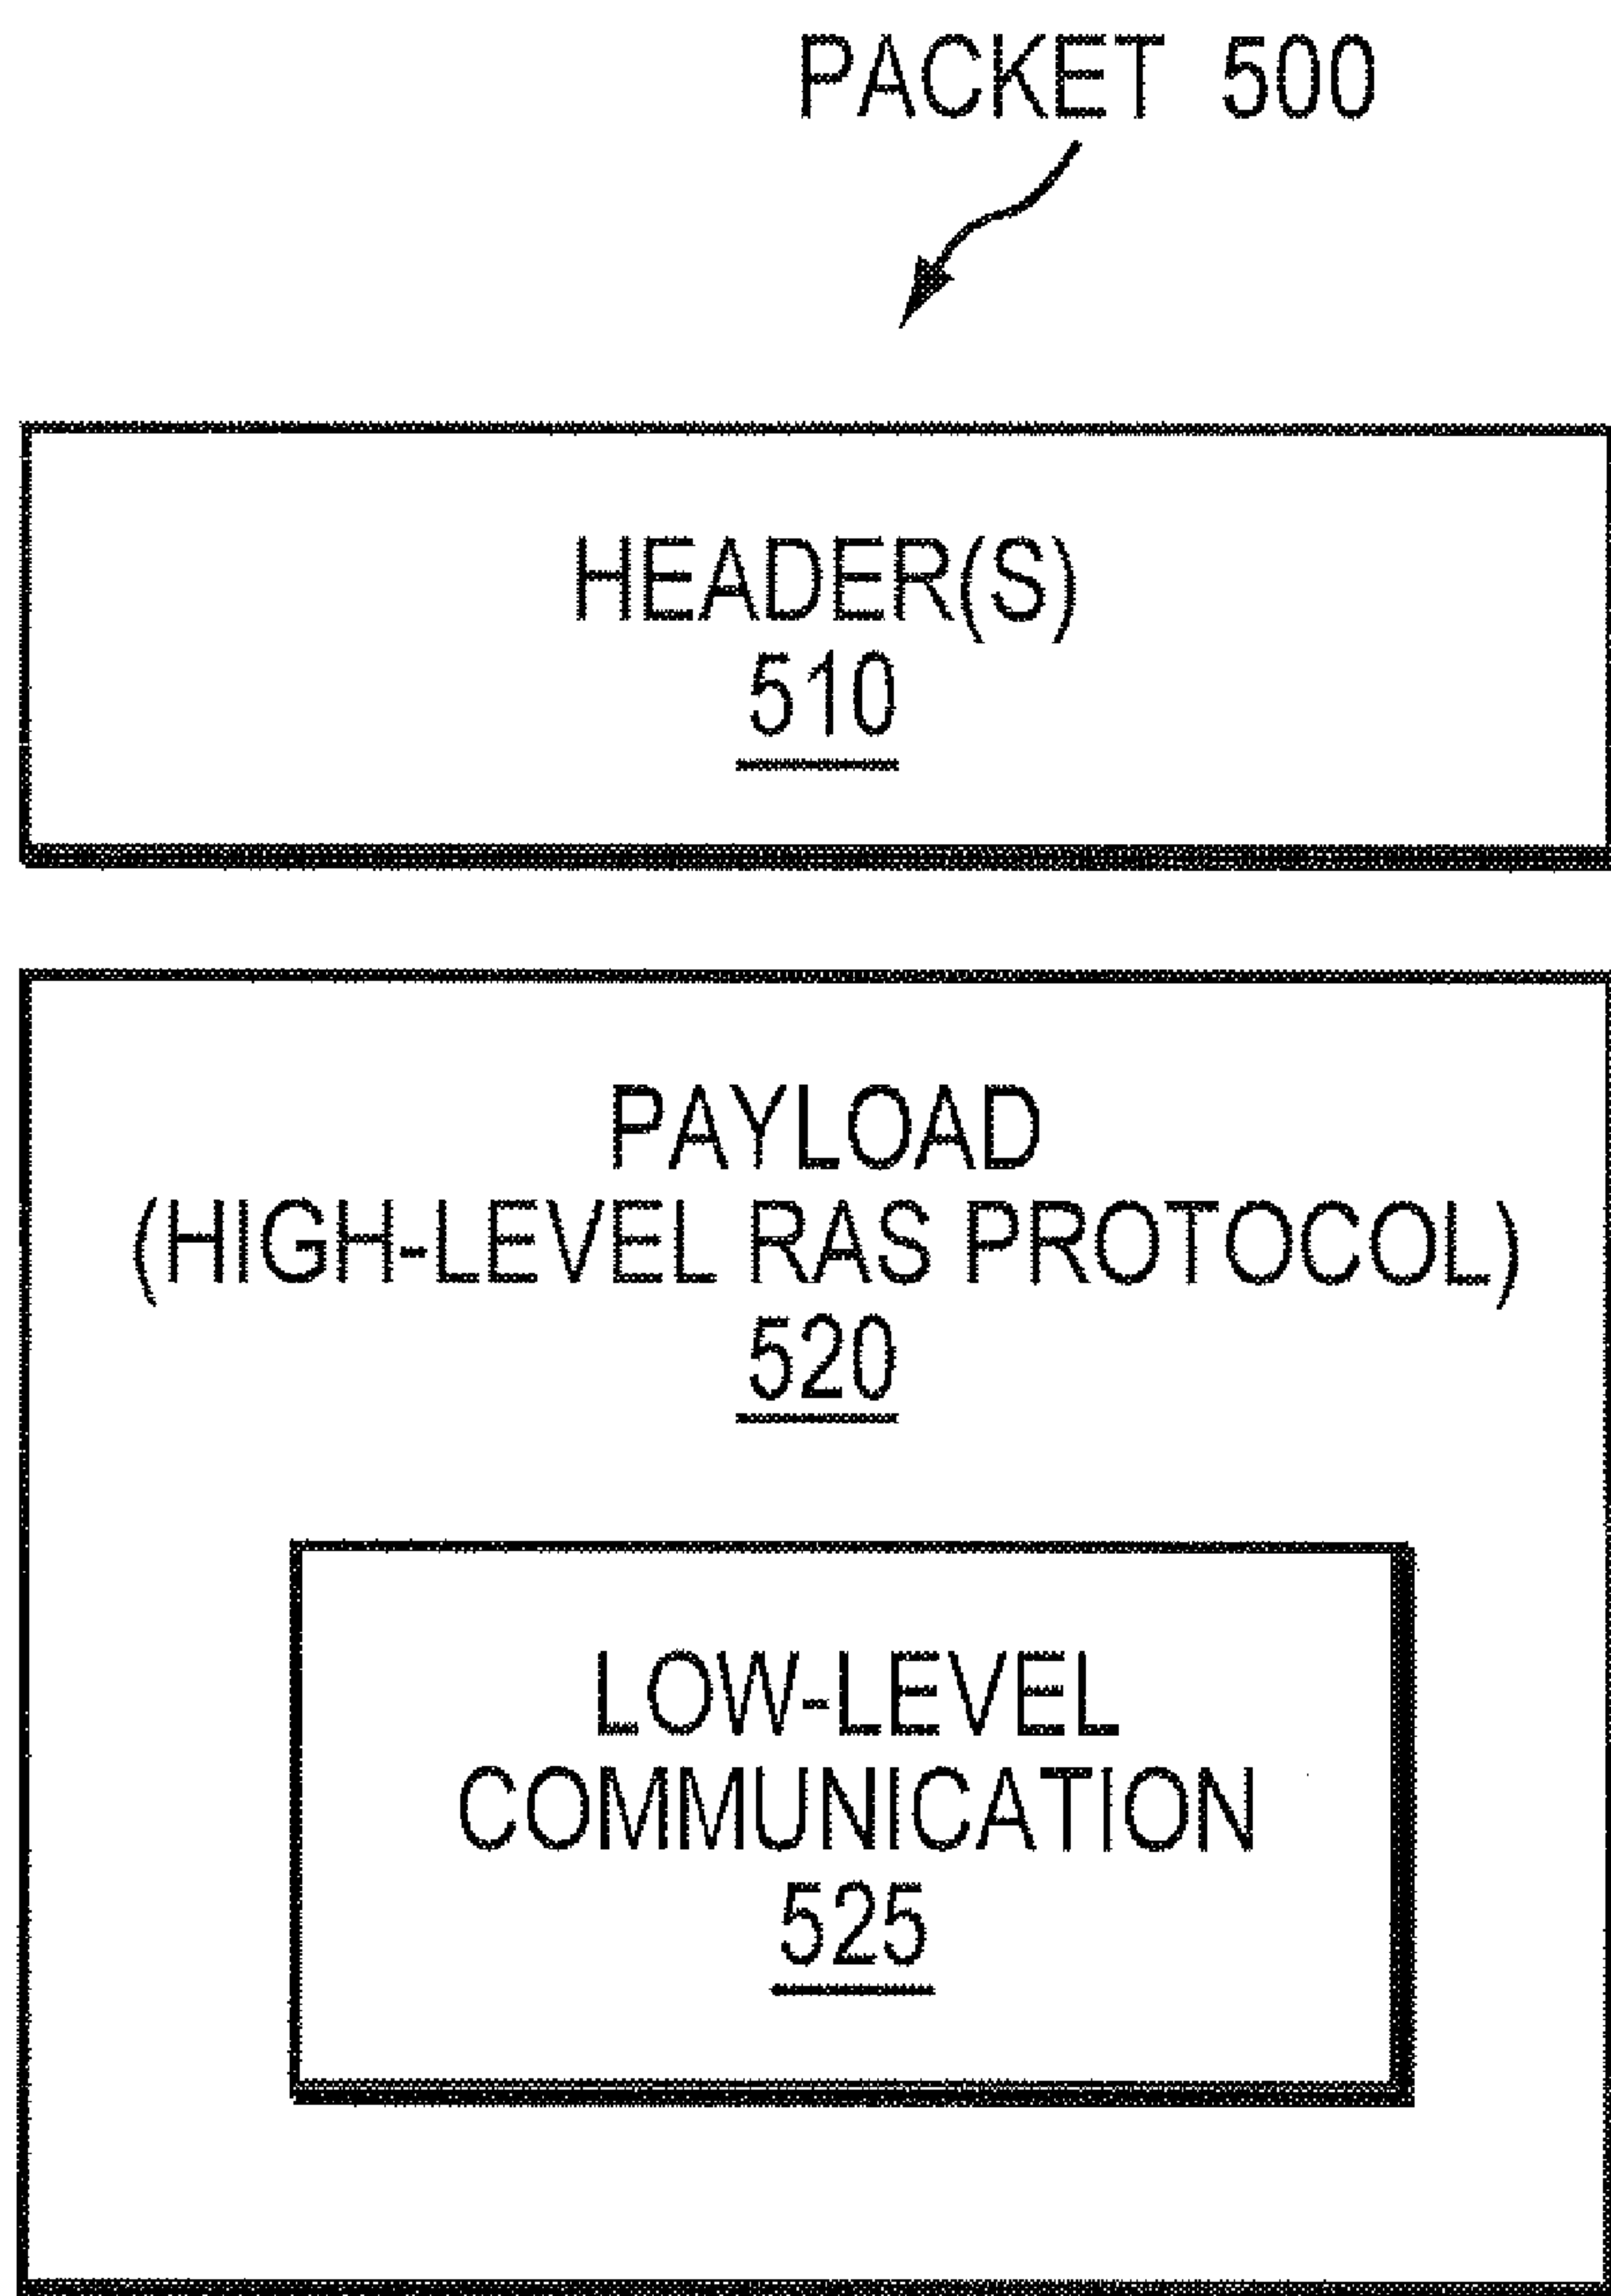 PACKET 500
HEADER(S)
510
PAYLOAD
(HIGH-LEVEL RAS PROTOCOL)
520
LOW-LEVEL
COMMUNICATION
525